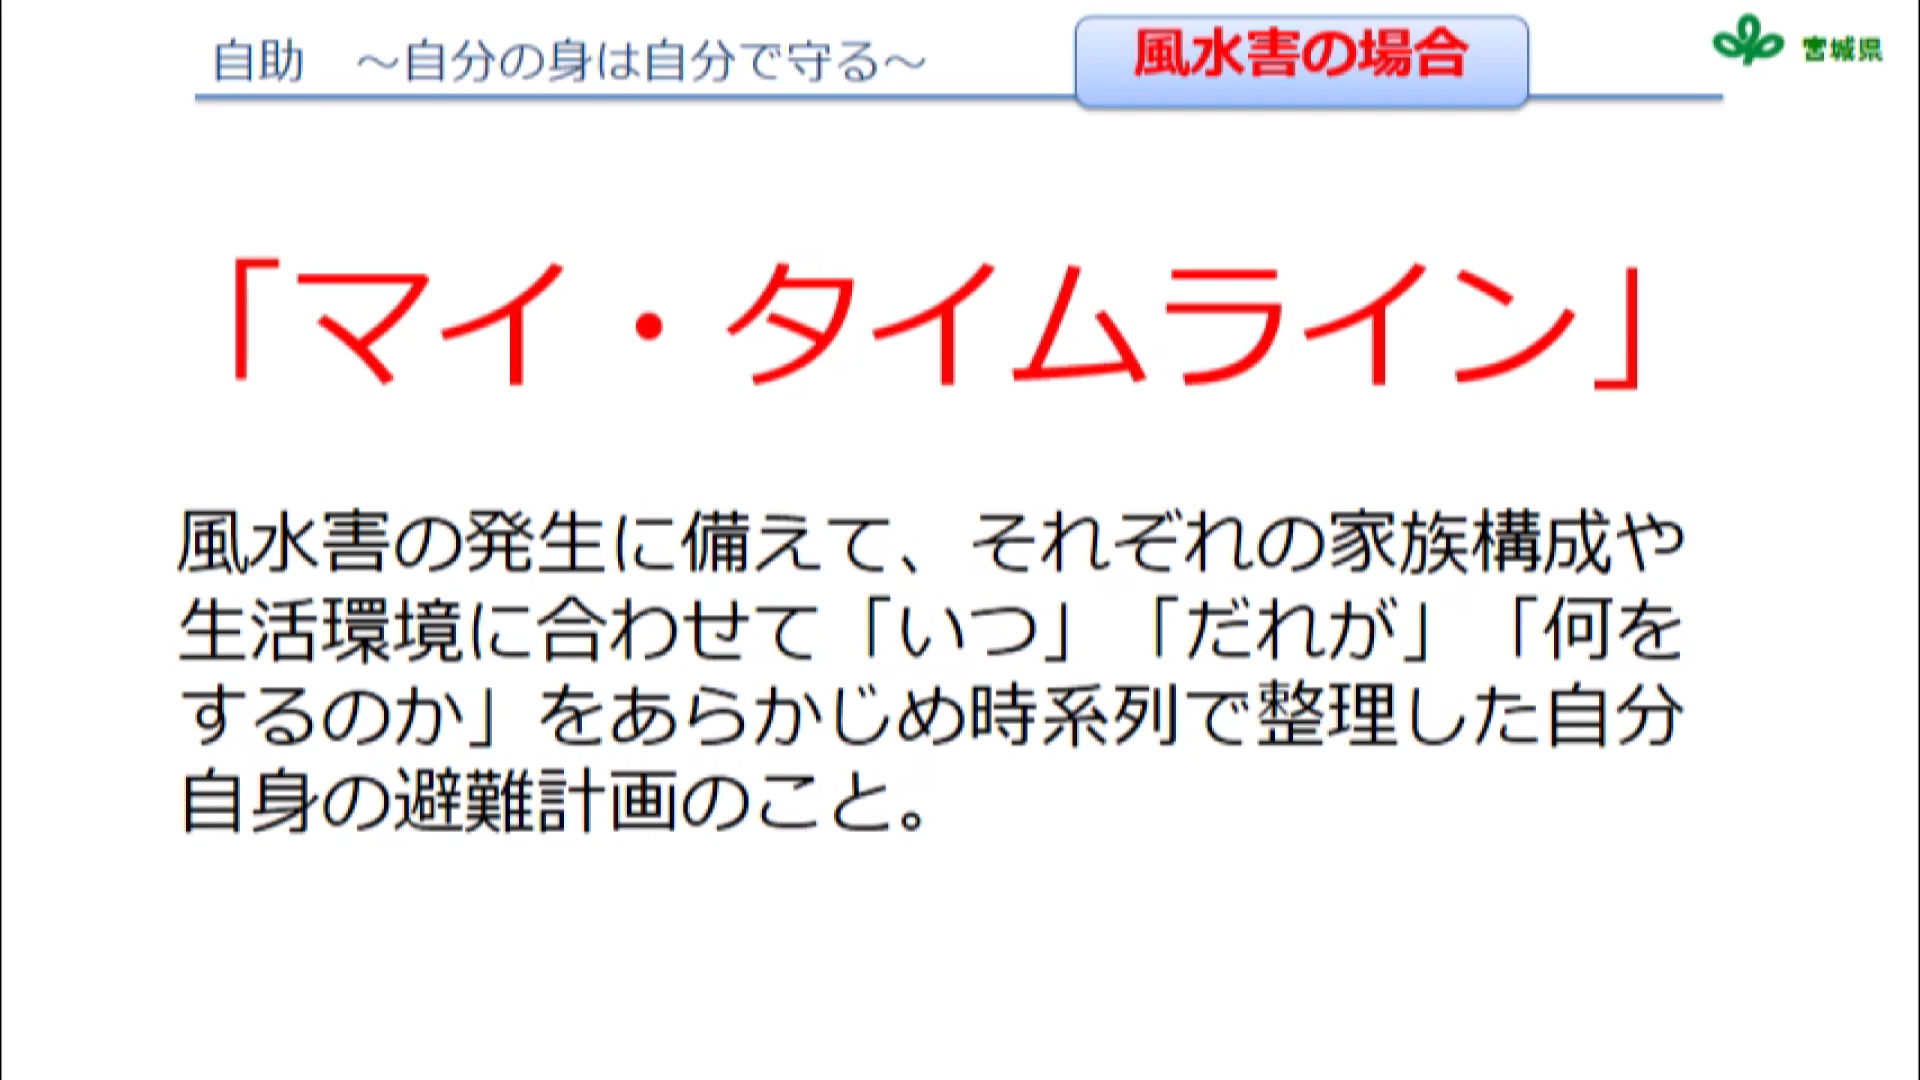 自助　～自分の身は自分で守る～
風水害の場合
宮城県
「マイ・タイムライン」
風水害の発生に備えて、それぞれの家族構成や
生活環境に合わせて「いつ」「だれが」「何を
するのか」をあらかじめ時系列で整理した自分
自身の避難計画のこと。